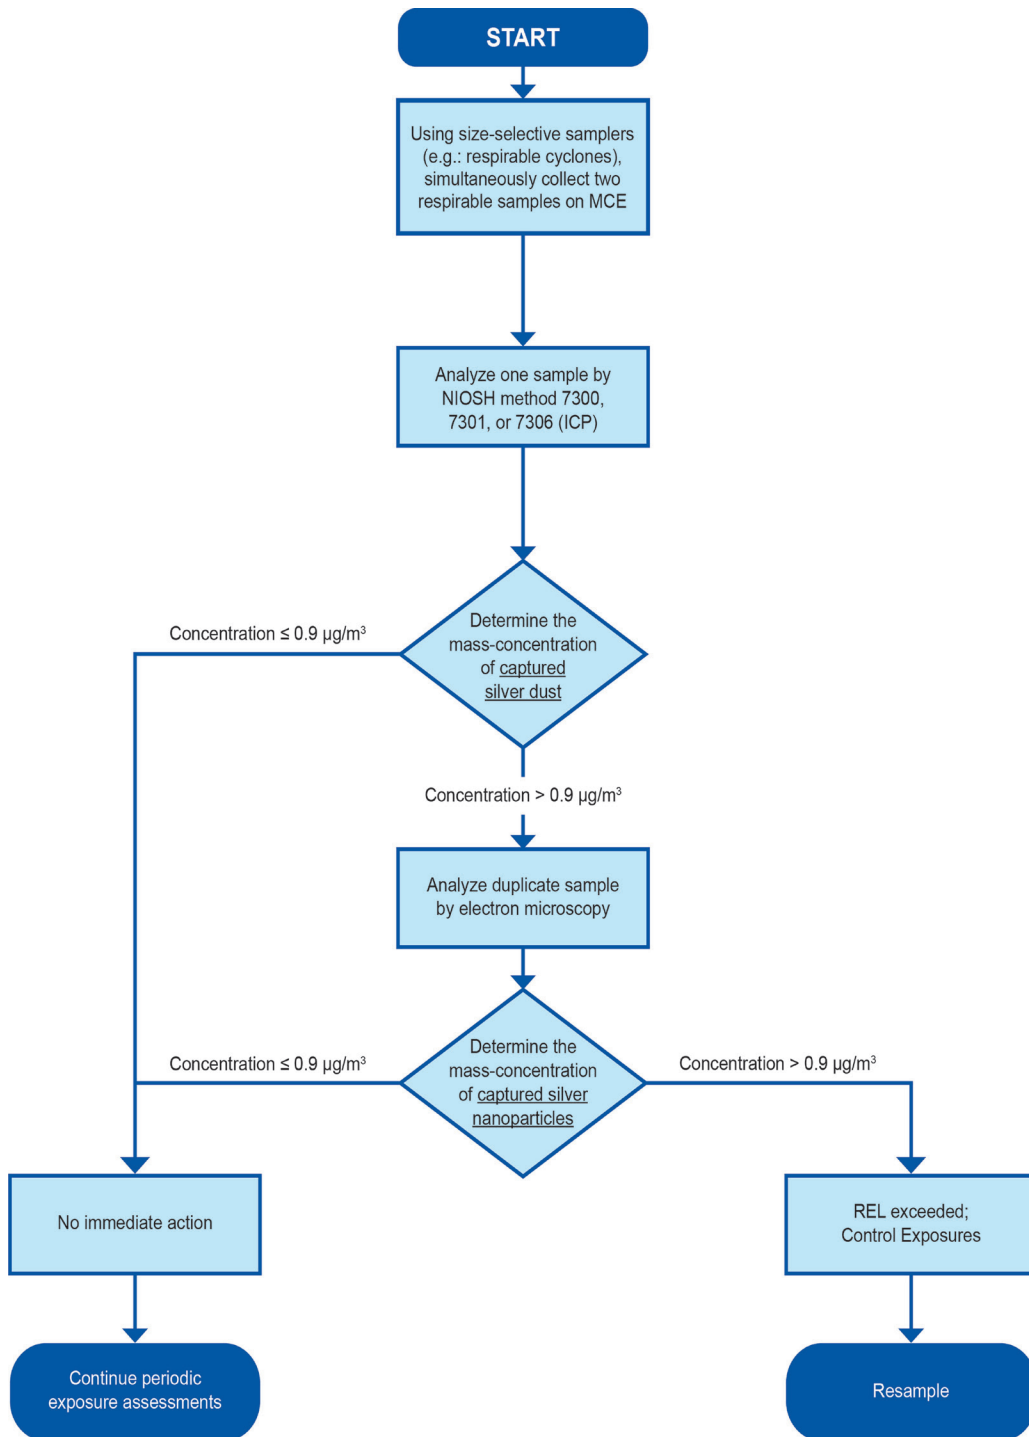 START
Using size-selective samplers
(e.g.: respirable cyclones),
simultaneously collect two
respirable samples on MCE
Analyze one sample by
NIOSH method 7300,
7301, or 7306 (ICP)
Determine the
mass-concentration
of captured
silver dust
Concentration ≤ 0.9 µg/m³
Concentration > 0.9 µg/m³
Analyze duplicate sample
by electron microscopy
Determine the
mass-concentration
of captured silver
nanoparticles
Concentration ≤ 0.9 µg/m³
Concentration > 0.9 µg/m³
No immediate action
REL exceeded;
Control Exposures
Continue periodic
exposure assessments
Resample